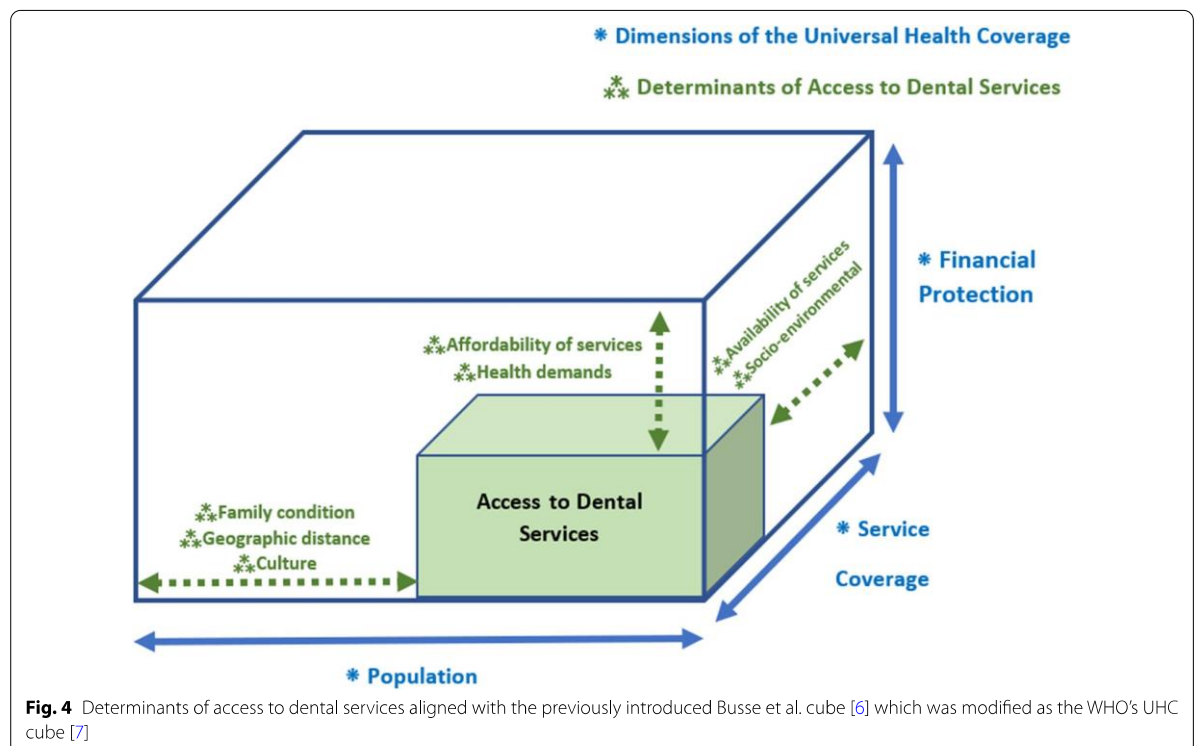 ⁕ Dimensions of the Universal Health Coverage
⁂ Determinants of Access to Dental Services
⁕ Financial
Protection
⁂Availability of services
⁂Socio-environmental
⁂Affordability of services
⁂Health demands
Access to Dental
Services
⁂Family condition
⁂Geographic distance
⁂Culture
⁕ Service
Coverage
⁕ Population
Fig. 4 Determinants of access to dental services aligned with the previously introduced Busse et al. cube [6] which was modified as the WHO's UHC
cube [7]